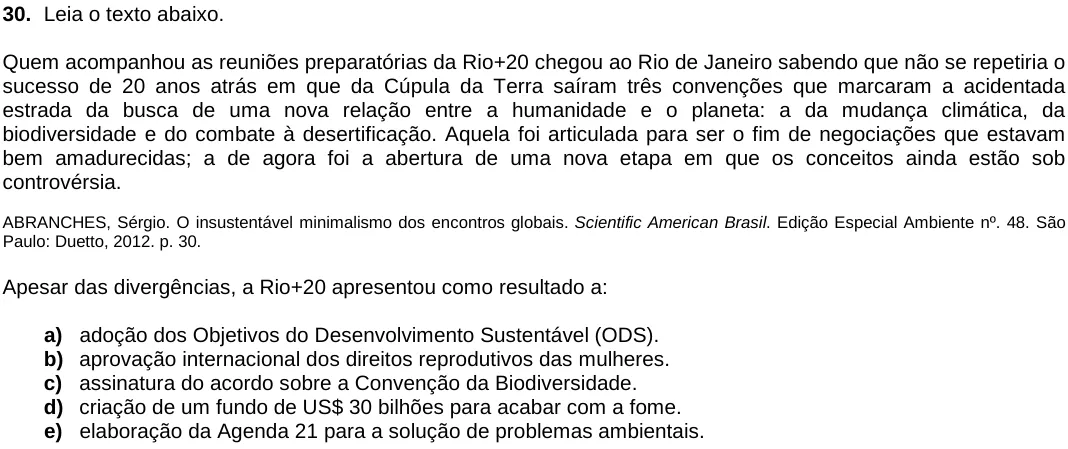 30. Leia o texto abaixo.
Quem acompanhou as reuniões preparatórias da Rio+20 chegou ao Rio de Janeiro sabendo que não se repetiria o
sucesso de 20 anos atrás em que da Cúpula da Terra saíram três convenções que marcaram a acidentada
estrada da busca de uma nova relação entre a humanidade e o planeta: a da mudança climática, da
biodiversidade e do combate à desertificação. Aquela foi articulada para ser o fim de negociações que estavam
bem amadurecidas; a de agora foi a abertura de uma nova etapa em que os conceitos ainda estão sob
controvérsia.
ABRANCHES, Sérgio. O insustentável minimalismo dos encontros globais. Scientific American Brasil. Edição Especial Ambiente nº. 48. São
Paulo: Duetto, 2012. p. 30.
Apesar das divergências, a Rio+20 apresentou como resultado a:
a) adoção dos Objetivos do Desenvolvimento Sustentável (ODS).
b) aprovação internacional dos direitos reprodutivos das mulheres.
c) assinatura do acordo sobre a Convenção da Biodiversidade.
d) criação de um fundo de US$ 30 bilhões para acabar com a fome.
e) elaboração da Agenda 21 para a solução de problemas ambientais.